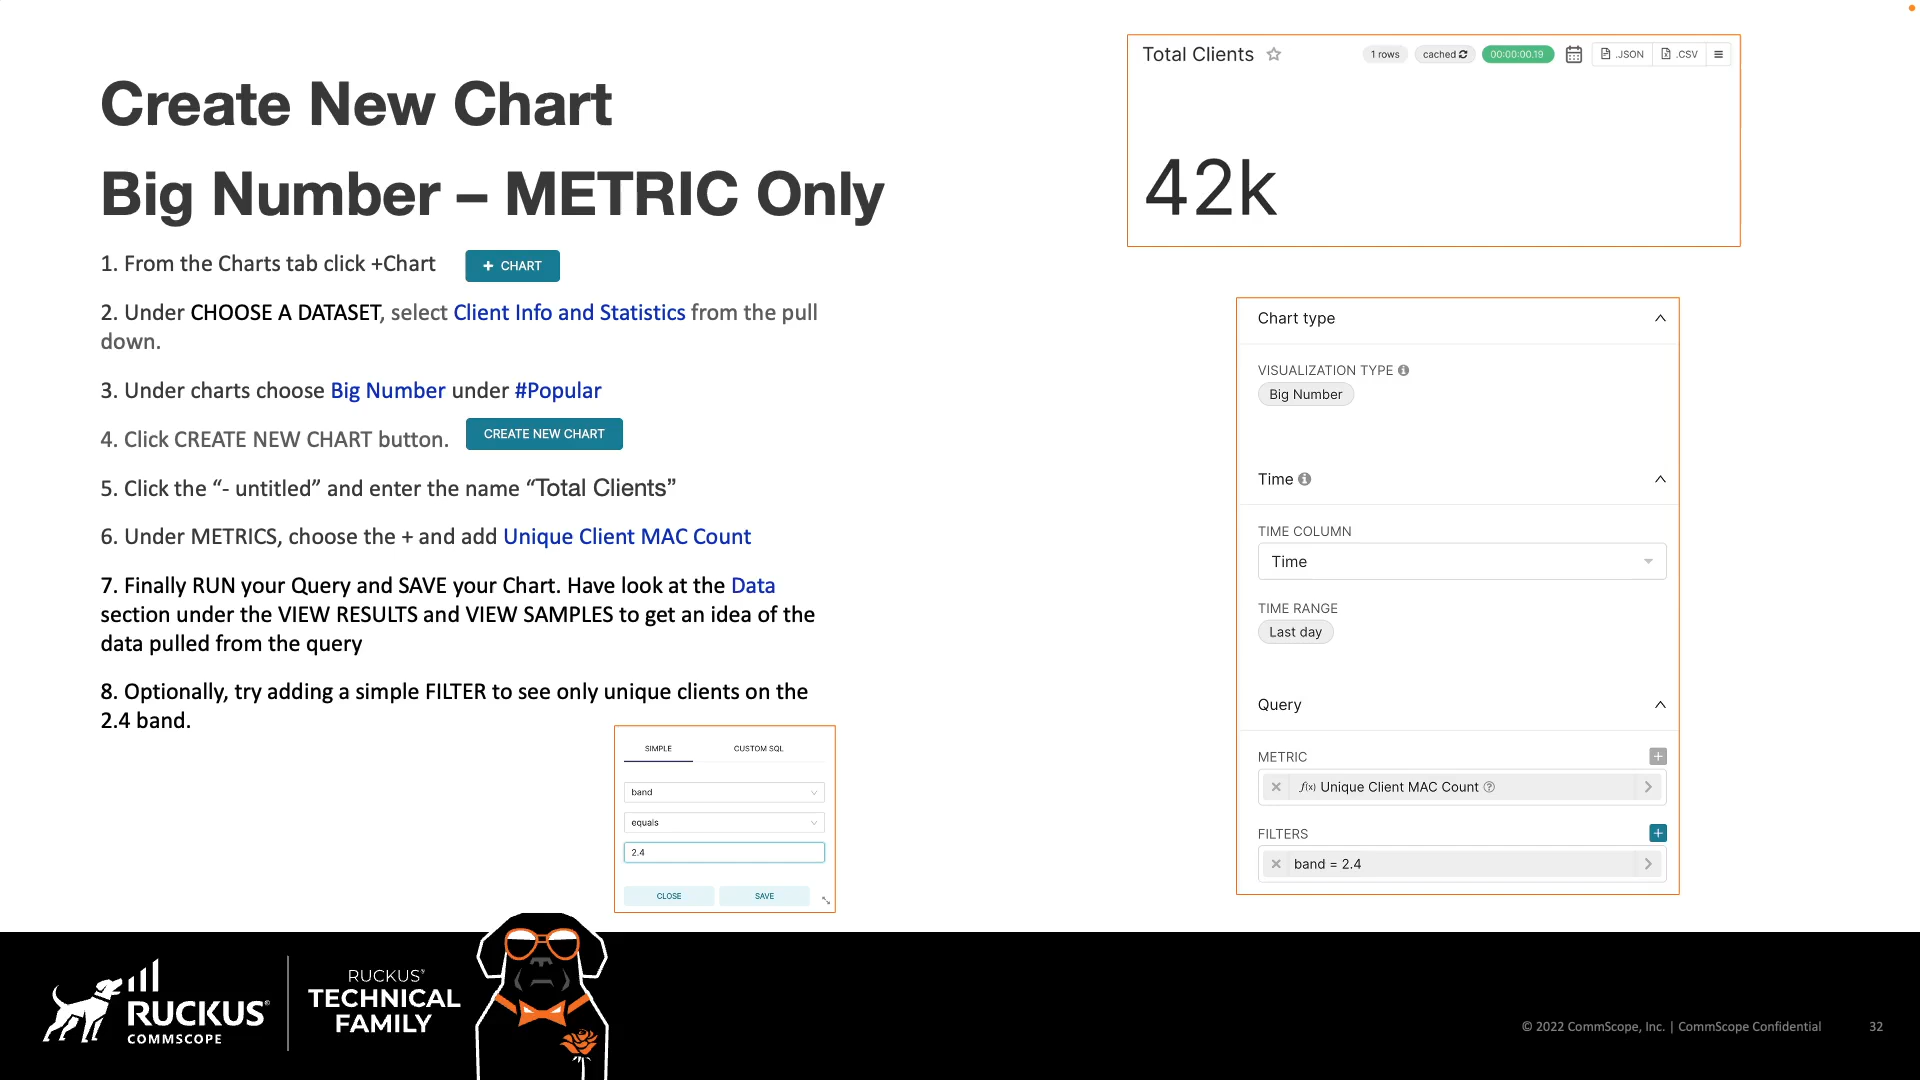 Create New Chart
Big Number – METRIC Only
1. From the Charts tab click +Chart
+ CHART
2. Under CHOOSE A DATASET, select Client Info and Statistics from the pull
down.
3. Under charts choose Big Number under #Popular
4. Click CREATE NEW CHART button.
CREATE NEW CHART
5. Click the “- untitled” and enter the name “Total Clients”
6. Under METRICS, choose the + and add Unique Client MAC Count
7. Finally RUN your Query and SAVE your Chart. Have look at the Data
section under the VIEW RESULTS and VIEW SAMPLES to get an idea of the
data pulled from the query
8. Optionally, try adding a simple FILTER to see only unique clients on the
2.4 band.
SIMPLE CUSTOM SQL
band
equals
2.4
CLOSE SAVE
Total Clients 1 rows cached 00:00:00.19 .JSON .CSV
42k
Chart type
VISUALIZATION TYPE
Big Number
Time
TIME COLUMN
Time
TIME RANGE
Last day
Query
METRIC +
× f(x) Unique Client MAC Count
FILTERS +
× band = 2.4
RUCKUS®
COMMSCOPE
RUCKUS®
TECHNICAL
FAMILY
© 2022 CommScope, Inc. | CommScope Confidential 32